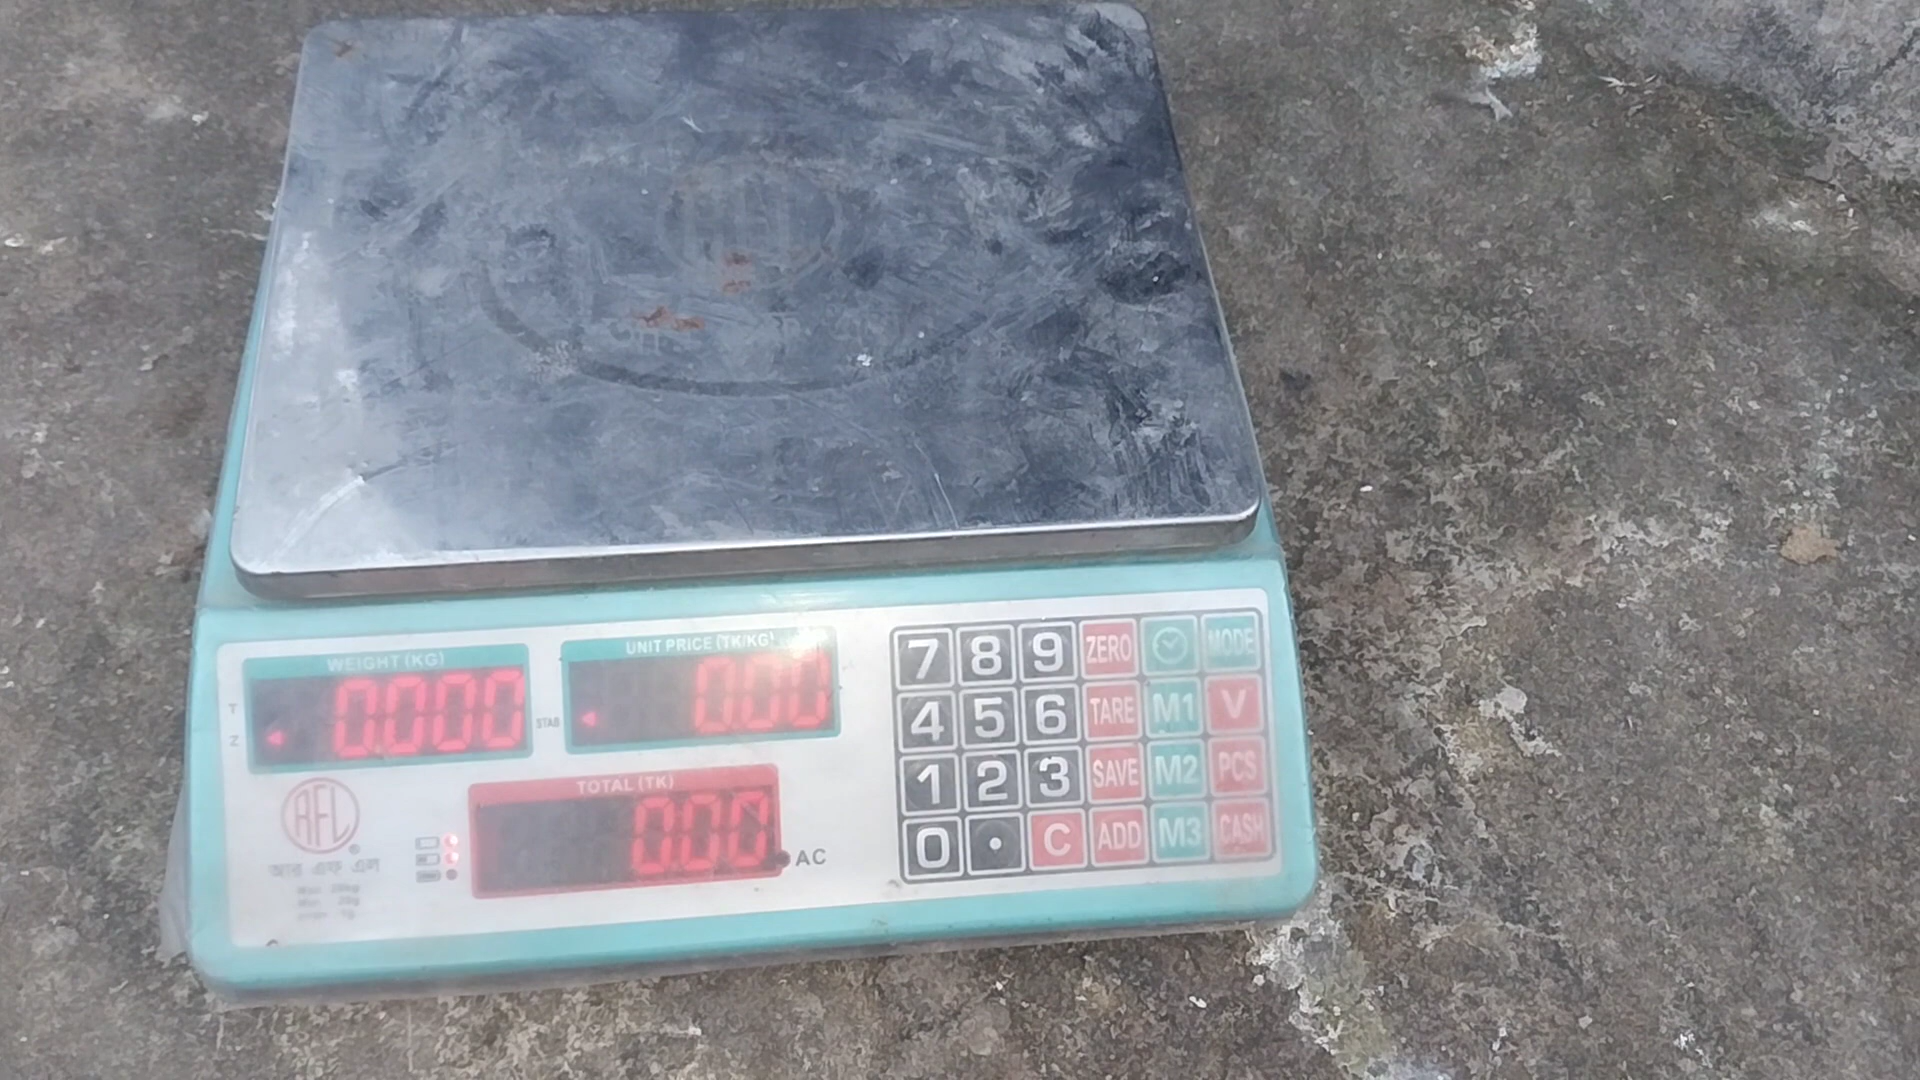 WEIGHT (KG)
UNIT PRICE (TK/KG)
T
Z
0.000
STAB
0.00
TOTAL (TK)
0.00
AC
RFL
আর এফ এল
7 8 9 ZERO MODE
4 5 6 TARE M1 V
1 2 3 SAVE M2 PCS
0 . C ADD M3 CASH